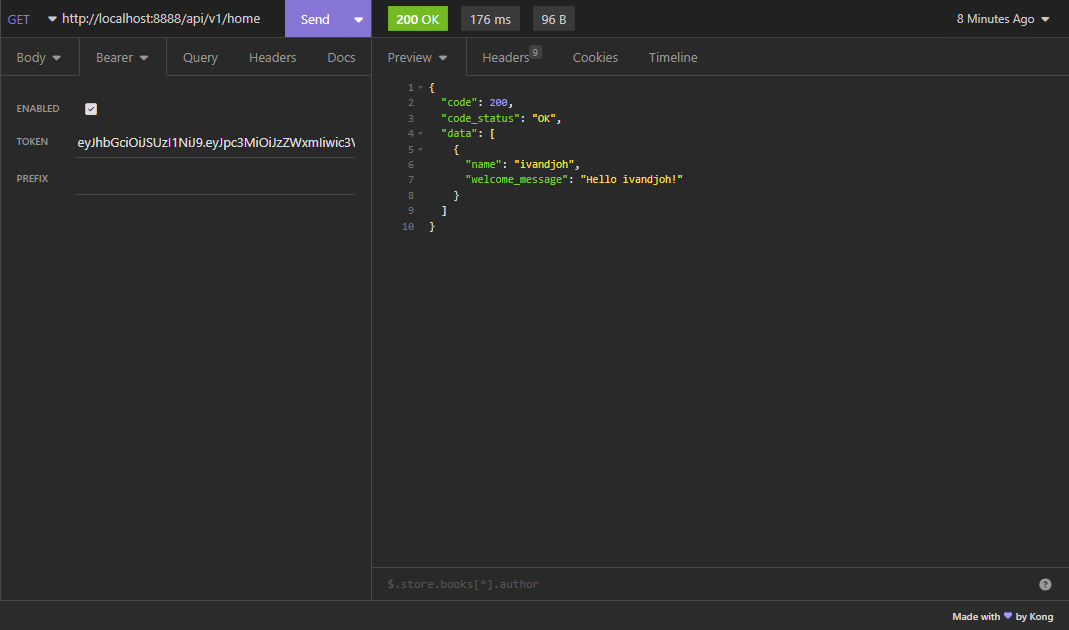 GET http://localhost:8888/api/v1/home Send 200 OK 176 ms 96 B 8 Minutes Ago
Body Bearer Query Headers Docs Preview Headers 9 Cookies Timeline
ENABLED
TOKEN eyJhbGciOiJSUzI1NiJ9.eyJpc3MiOiJzZWxmIiwic3V
PREFIX
1 {
2 "code": 200,
3 "code_status": "OK",
4 "data": [
5 {
6 "name": "ivandjoh",
7 "welcome_message": "Hello ivandjoh!"
8 }
9 ]
10 }
$.store.books[*].author ?
Made with 💜 by Kong